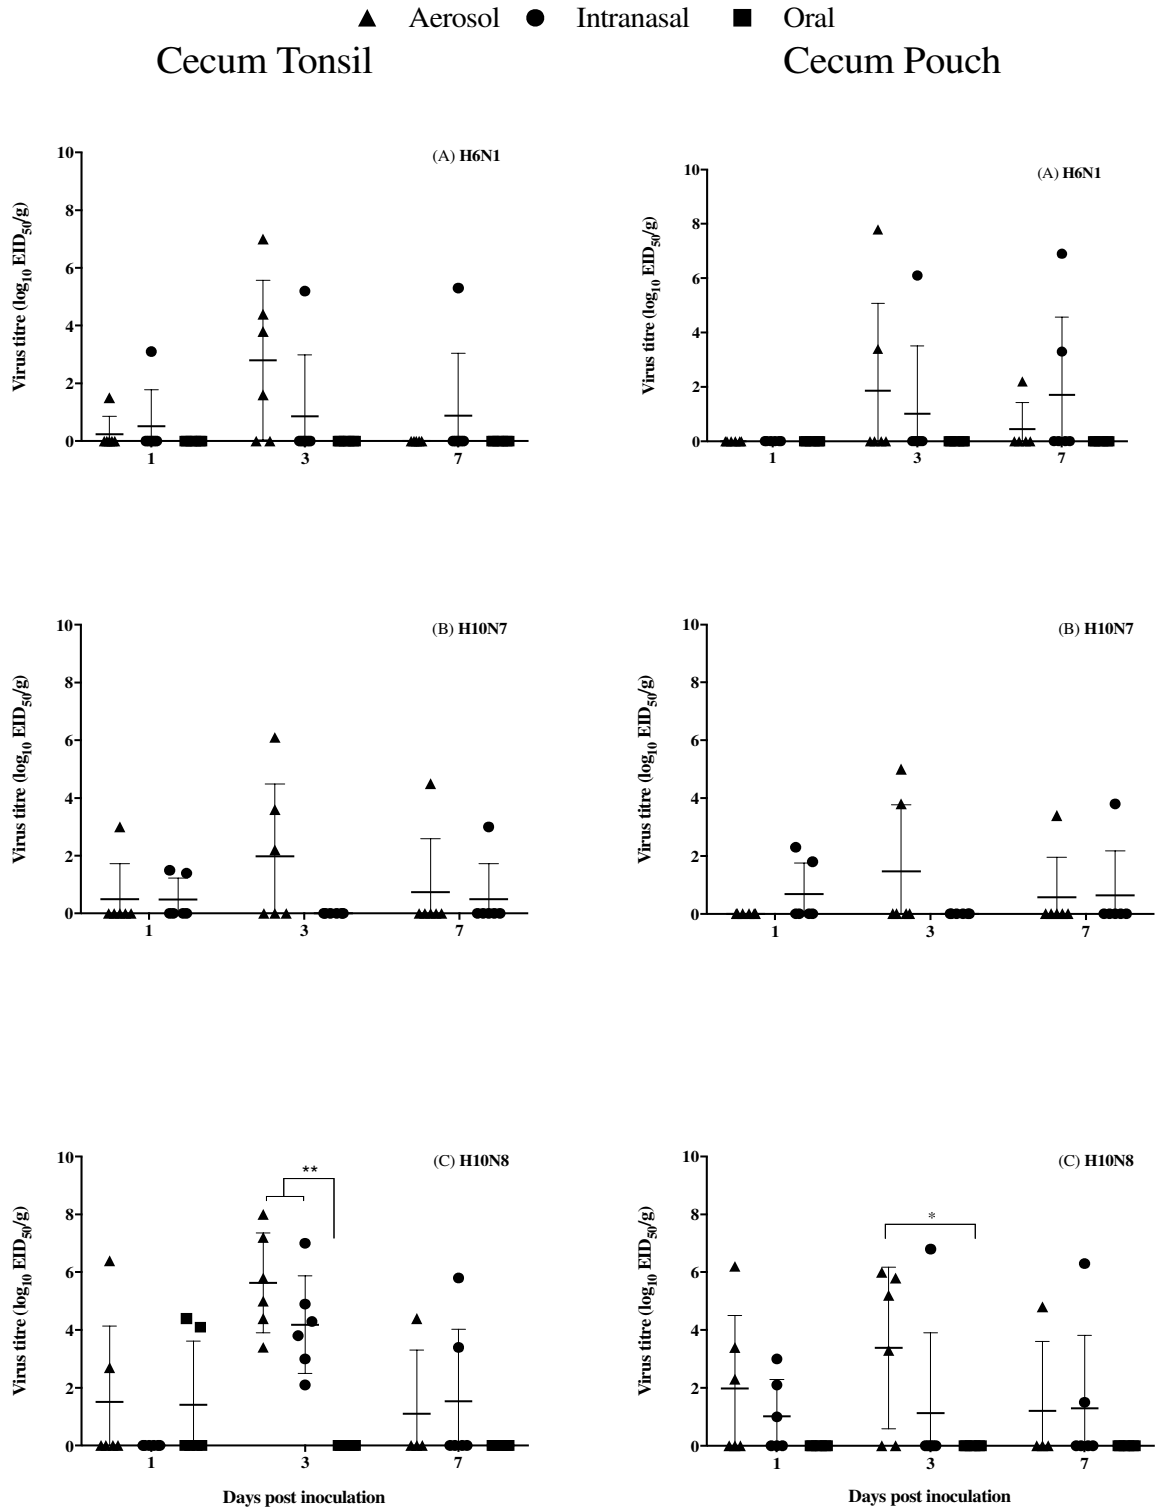 Aerosol Intranasal Oral
Cecum Tonsil
Cecum Pouch
(A) H6N1
Virus titre (log10 EID50/g)
10
8
6
4
2
0
1 3 7
(A) H6N1
Virus titre (log10 EID50/g)
10
8
6
4
2
0
1 3 7
(B) H10N7
Virus titre (log10 EID50/g)
10
8
6
4
2
0
1 3 7
(B) H10N7
Virus titre (log10 EID50/g)
10
8
6
4
2
0
1 3 7
(C) H10N8
**
Virus titre (log10 EID50/g)
10
8
6
4
2
0
1 3 7
Days post inoculation
(C) H10N8
*
Virus titre (log10 EID50/g)
10
8
6
4
2
0
1 3 7
Days post inoculation